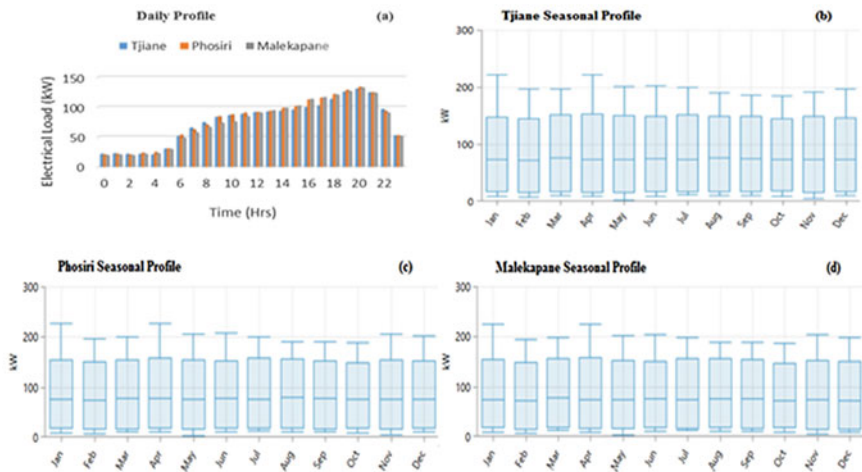 Daily Profile (a)
Tjiane Phosiri Malekapane
Electrical Load (kW)
150
100
50
0
0 2 4 6 8 10 12 14 16 18 20 22
Time (Hrs)
Tjiane Seasonal Profile (b)
kW
300
200
100
0
Jan Feb Mar Apr May Jun Jul Aug Sep Oct Nov Dec
Phosiri Seasonal Profile (c)
kW
300
200
100
0
Jan Feb Mar Apr May Jun Jul Aug Sep Oct Nov Dec
Malekapane Seasonal Profile (d)
kW
300
200
100
0
Jan Feb Mar Apr May Jun Jul Aug Sep Oct Nov Dec